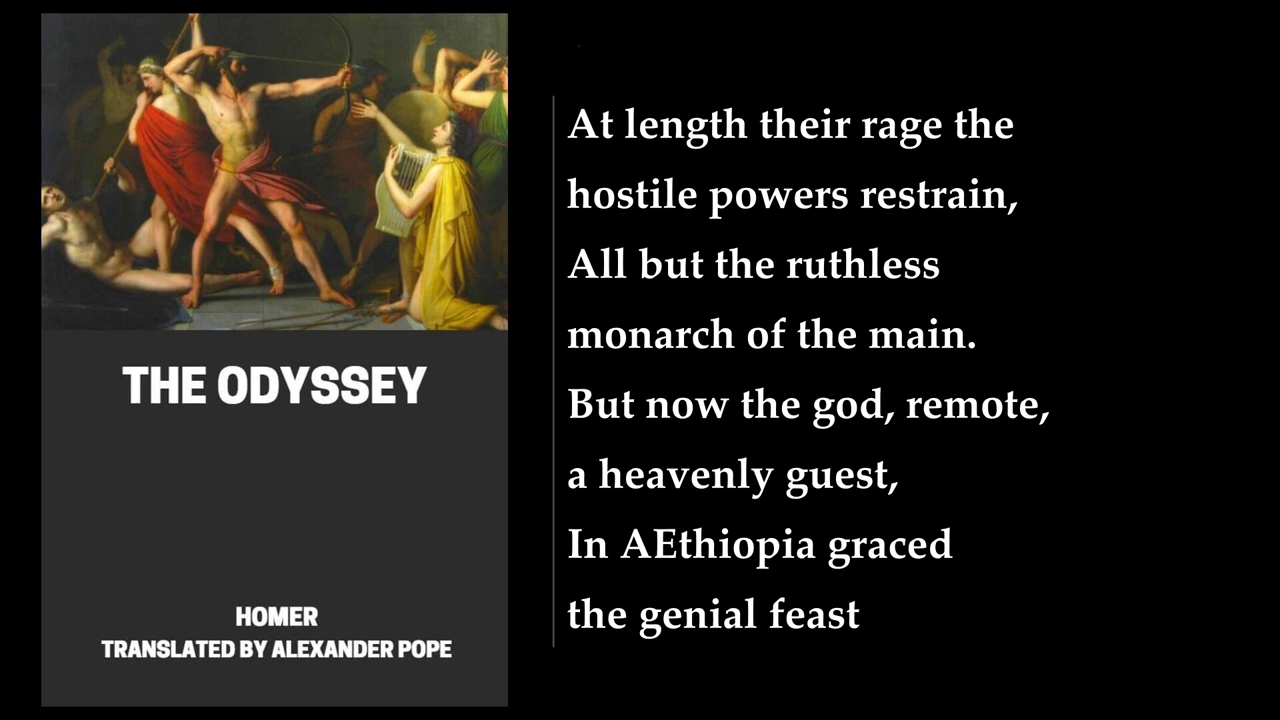 THE ODYSSEY
HOMER
TRANSLATED BY ALEXANDER POPE
At length their rage the
hostile powers restrain,
All but the ruthless
monarch of the main.
But now the god, remote,
a heavenly guest,
In AEthiopia graced
the genial feast